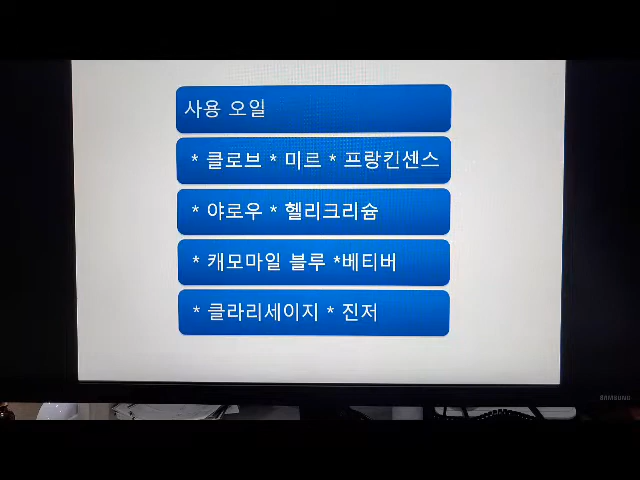 사용 오일
* 클로브 * 미르 * 프랑킨센스
* 야로우 * 헬리크리슘
* 캐모마일 블루 *베티버
* 클라리세이지 * 진저
SAMSUNG